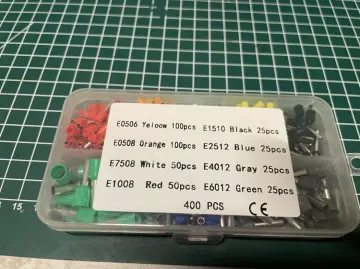 E0506 Yeloow 100pcs E1510 Black 25pcs
E0508 Orange 100pcs E2512 Blue 25pcs
E7508 White 50pcs E4012 Gray 25pcs
E1008 Red 50pcs E6012 Green 25pcs
400 PCS CE
15